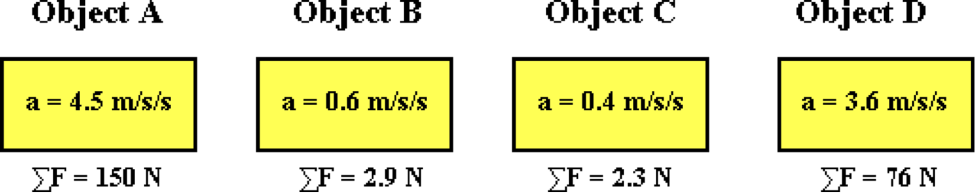 Object A Object B Object C Object D
a = 4.5 m/s/s a = 0.6 m/s/s a = 0.4 m/s/s a = 3.6 m/s/s
∑F = 150 N ∑F = 2.9 N ∑F = 2.3 N ∑F = 76 N